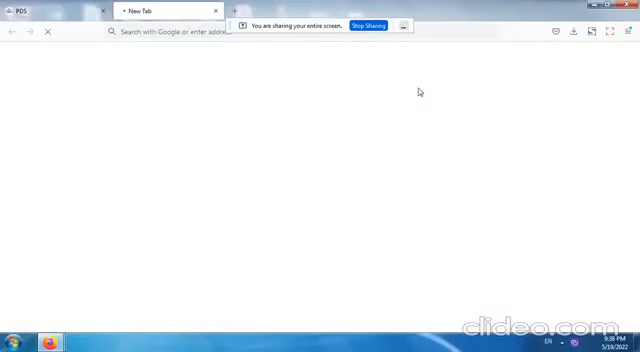 PDS
New Tab
Search with Google or enter address
You are sharing your entire screen.
Stop Sharing
clideo.com
EN
9:38 PM
5/19/2022